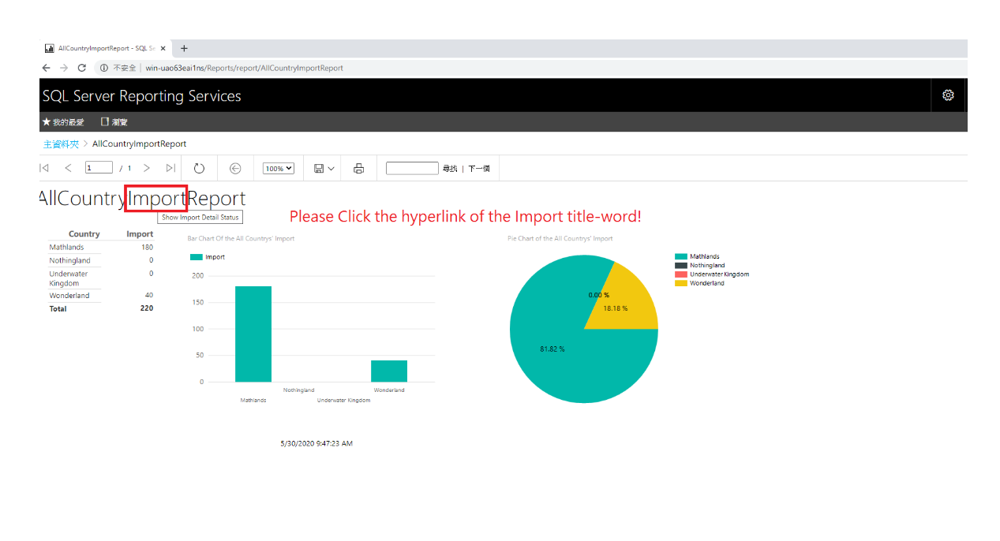 AllCountryImportReport - SQL Se
不安全 | win-uao63eai1ns/Reports/report/AllCountryImportReport
SQL Server Reporting Services
我的最愛 瀏覽
主資料夾 > AllCountryImportReport
1 / 1 100% 尋找 | 下一個
AllCountryImportReport
Show Import Detail Status
Please Click the hyperlink of the Import title-word!
Country Import
Mathlands 180
Nothingland 0
Underwater Kingdom 0
Wonderland 40
Total 220
Bar Chart Of the All Countrys' Import
Import
200
150
100
50
0
Nothingland Wonderland
Mathlands Underwater Kingdom
Pie Chart of the All Countrys' Import
0.00 %
18.18 %
81.82 %
Mathlands
Nothingland
Underwater Kingdom
Wonderland
5/30/2020 9:47:23 AM